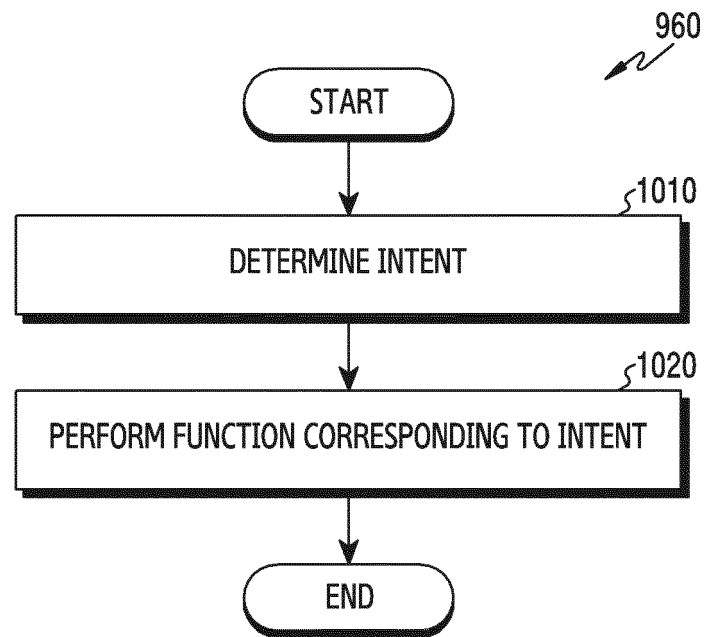 960
START
1010
DETERMINE INTENT
1020
PERFORM FUNCTION CORRESPONDING TO INTENT
END